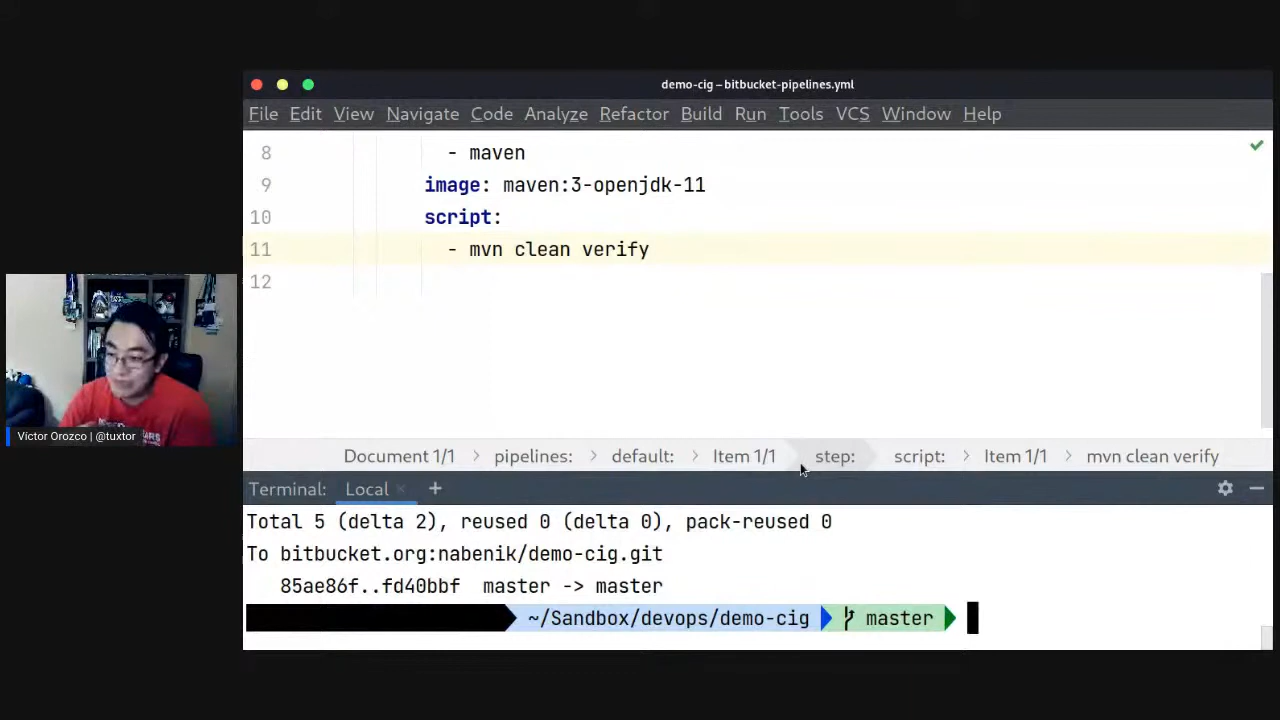 demo-cig – bitbucket-pipelines.yml
File Edit View Navigate Code Analyze Refactor Build Run Tools VCS Window Help
8 - maven
9 image: maven:3-openjdk-11
10 script:
11 - mvn clean verify
12
Víctor Orozco | @tuxtor
Document 1/1 > pipelines: > default: > Item 1/1 > step: > script: > Item 1/1 > mvn clean verify
Terminal: Local × +
Total 5 (delta 2), reused 0 (delta 0), pack-reused 0
To bitbucket.org:nabenik/demo-cig.git
85ae86f..fd40bbf master -> master
~/Sandbox/devops/demo-cig master